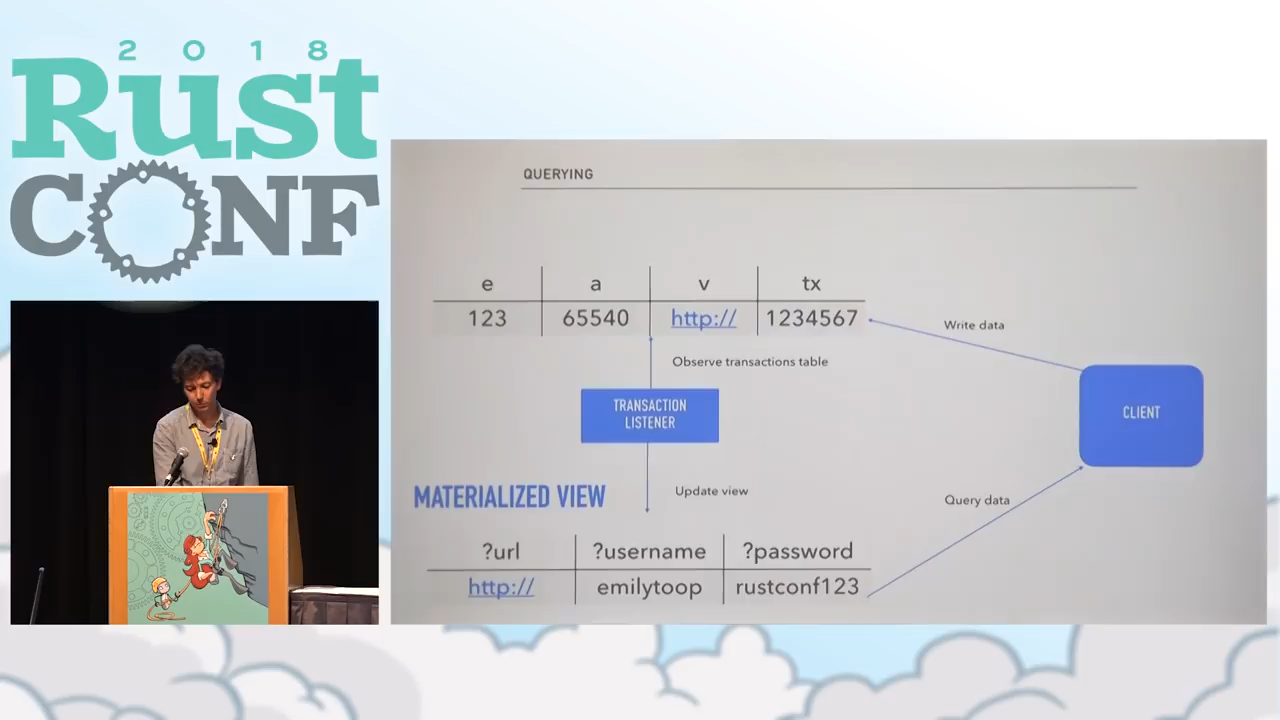 2018
Rust
CONF
QUERYING
e a v tx
123 65540 http:// 1234567
Write data
Observe transactions table
TRANSACTION
LISTENER
CLIENT
MATERIALIZED VIEW
Update view
Query data
?url ?username ?password
http:// emilytoop rustconf123